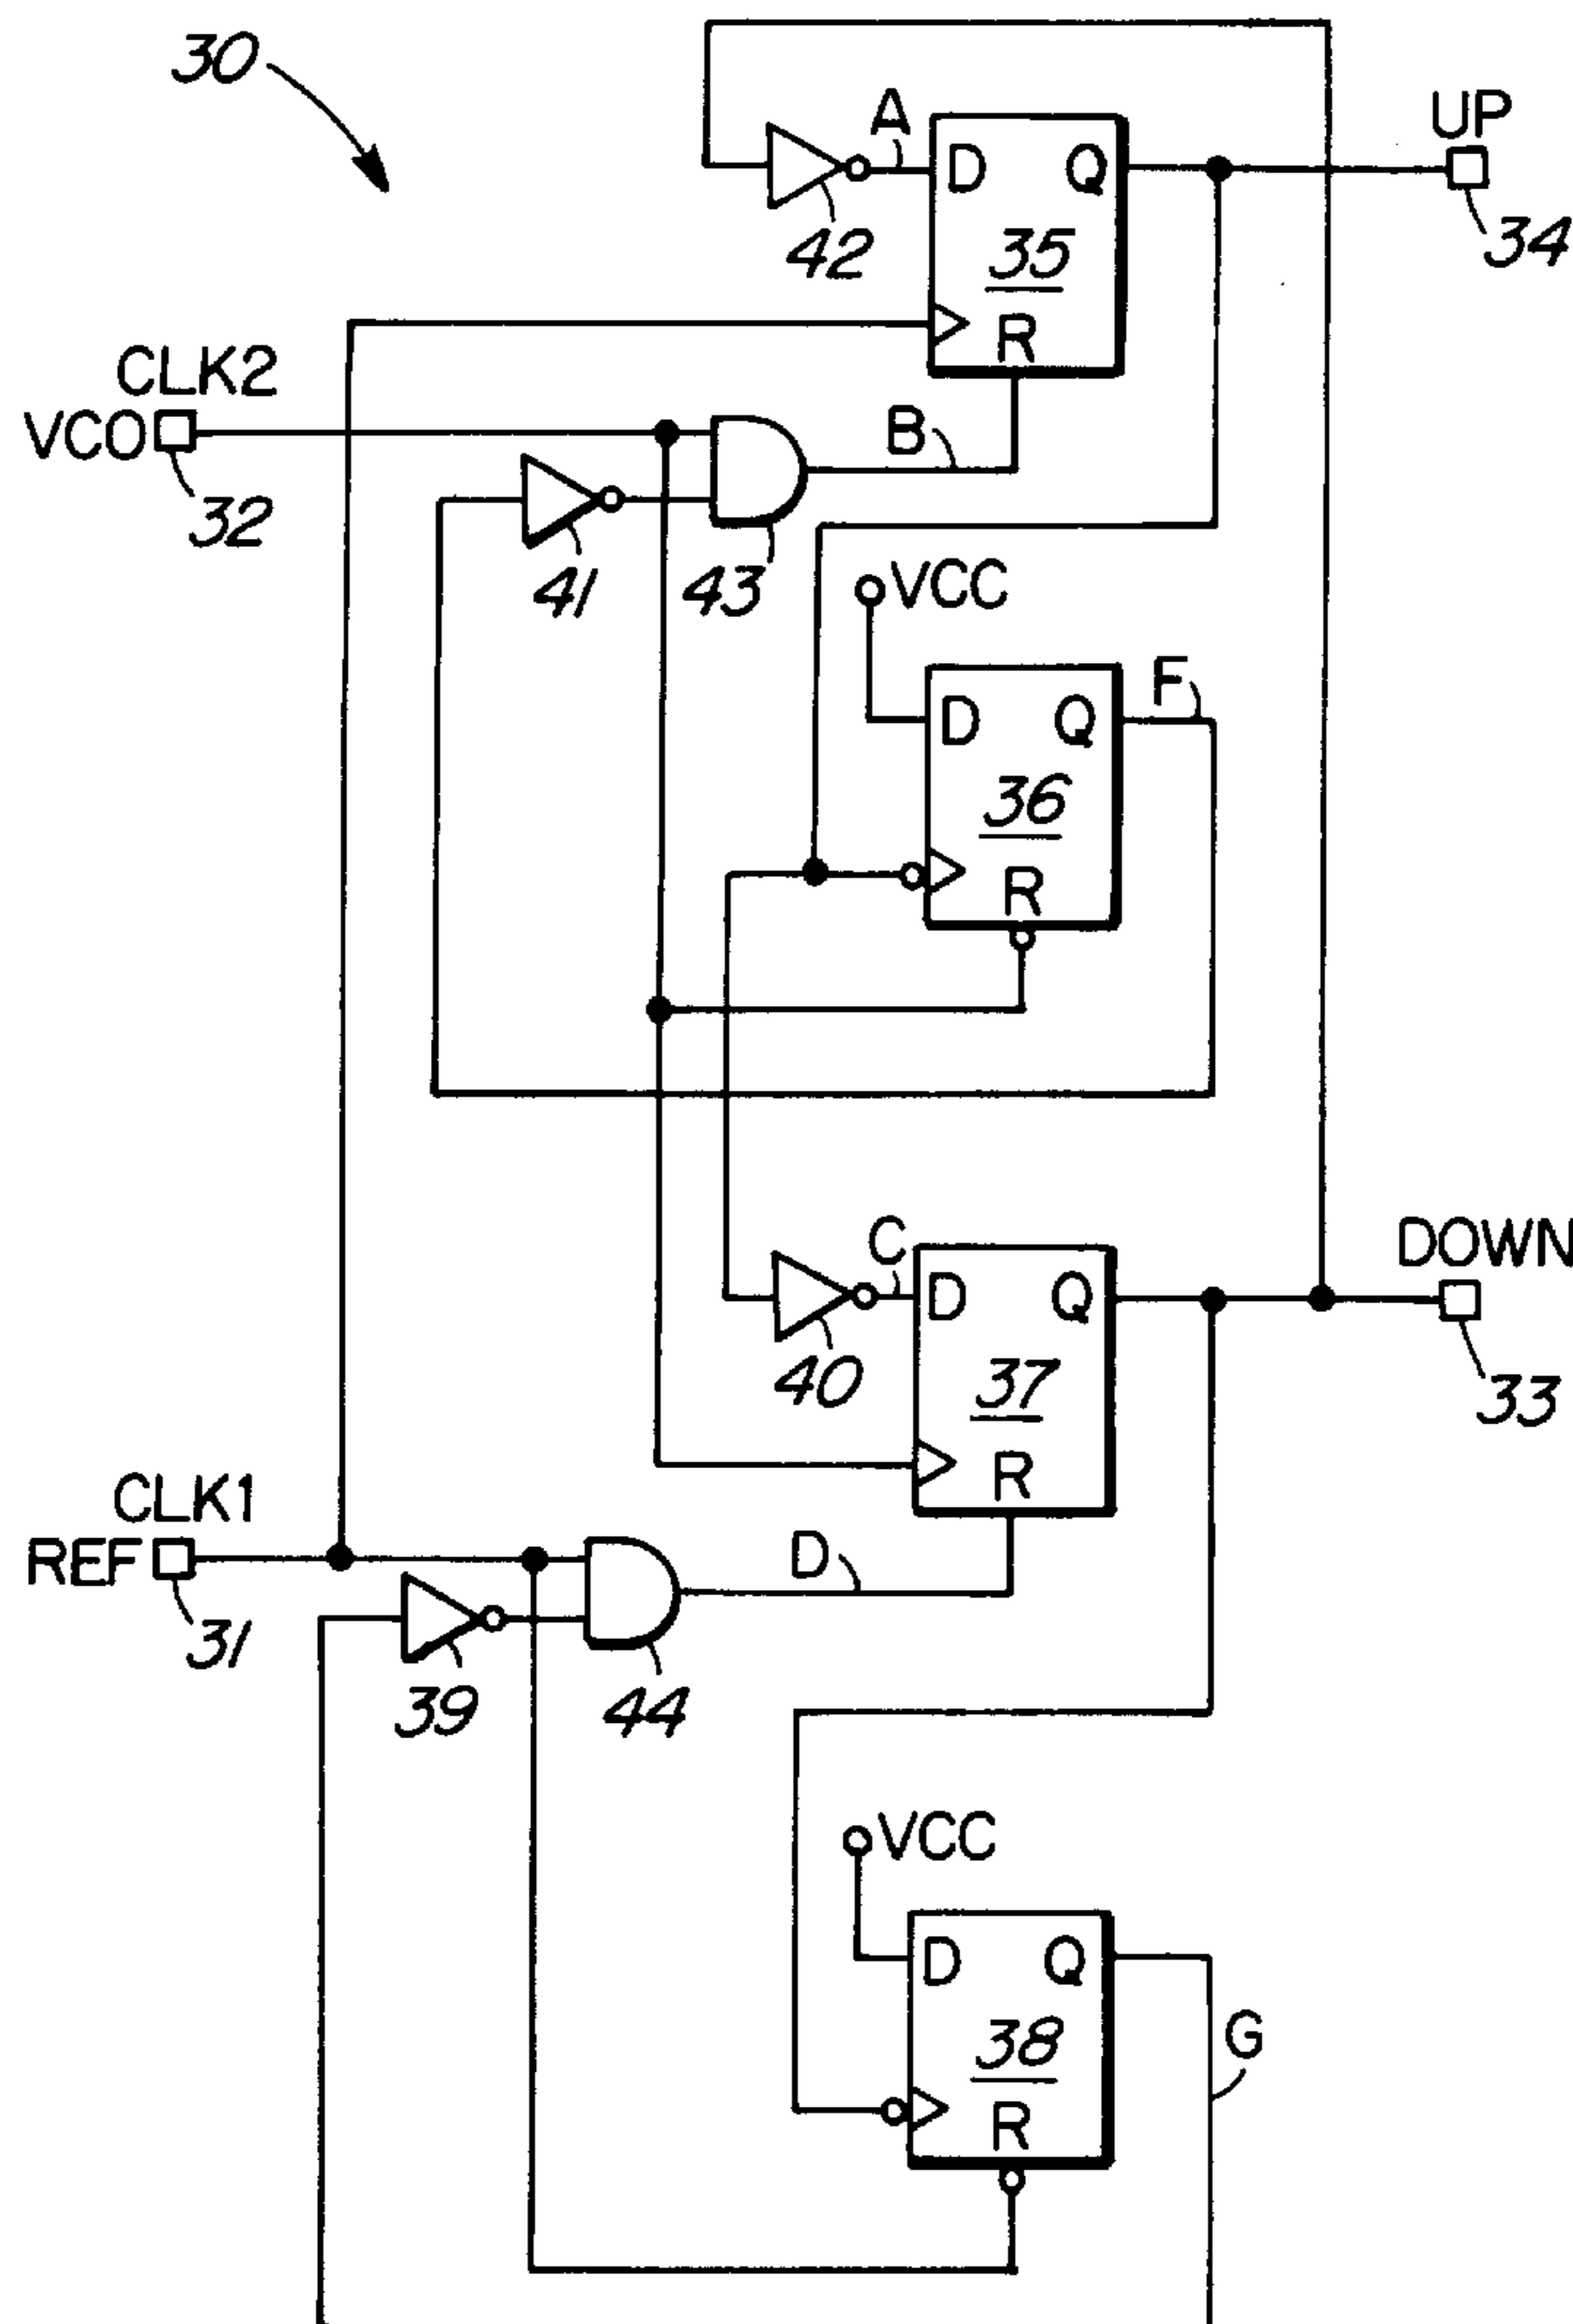 30
A
UP
D Q
42
35
34
R
CLK2
VCO
B
32
41
43
VCC
F
D Q
36
R
C
DOWN
D Q
40
37
33
R
CLK1
REF
D
31
39
44
VCC
D Q
38
G
R